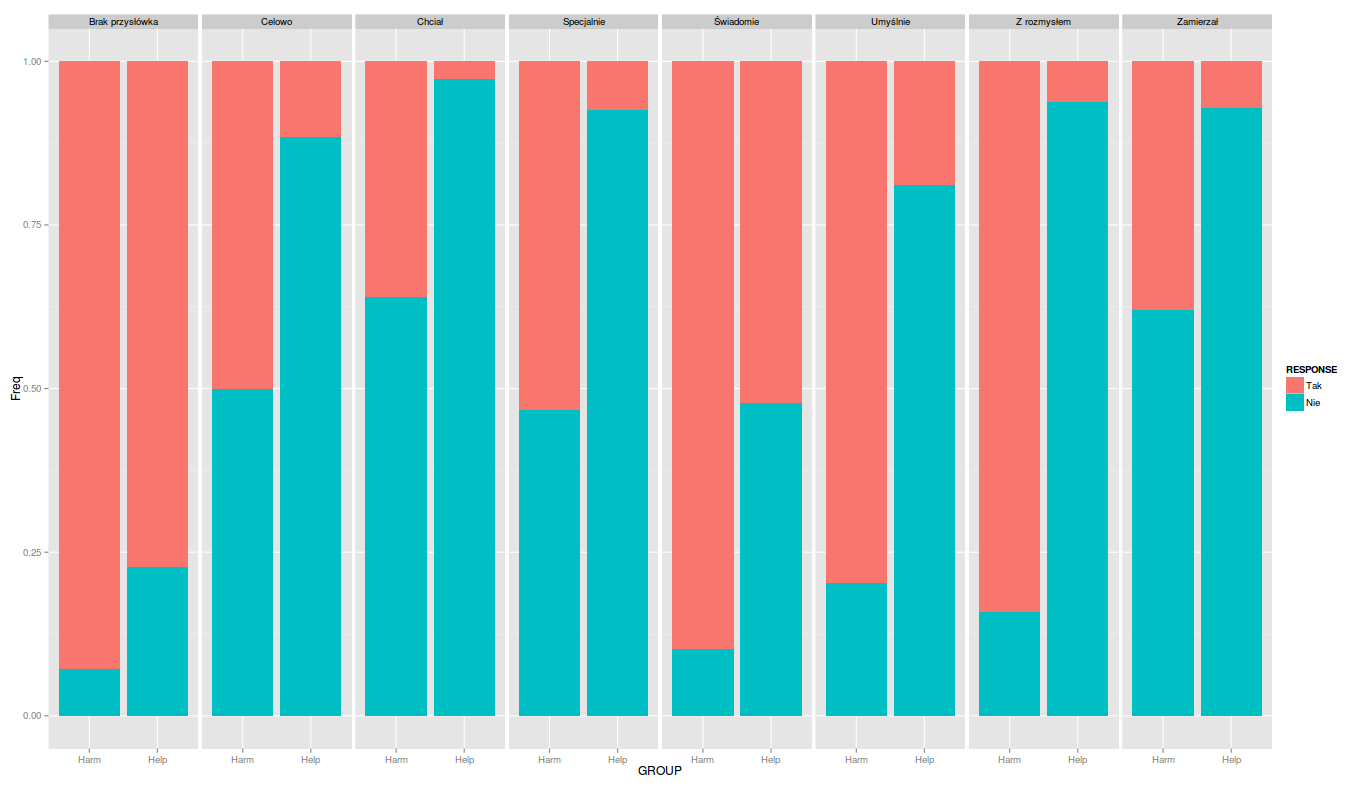 Brak przysłówka Celowo Chciał Specjalnie Świadomie Umyślnie Z rozmysłem Zamierzał
1.00
0.75
0.50
0.25
0.00
Freq
Harm Help Harm Help Harm Help Harm Help Harm Help Harm Help Harm Help Harm Help
GROUP
RESPONSE
Tak
Nie